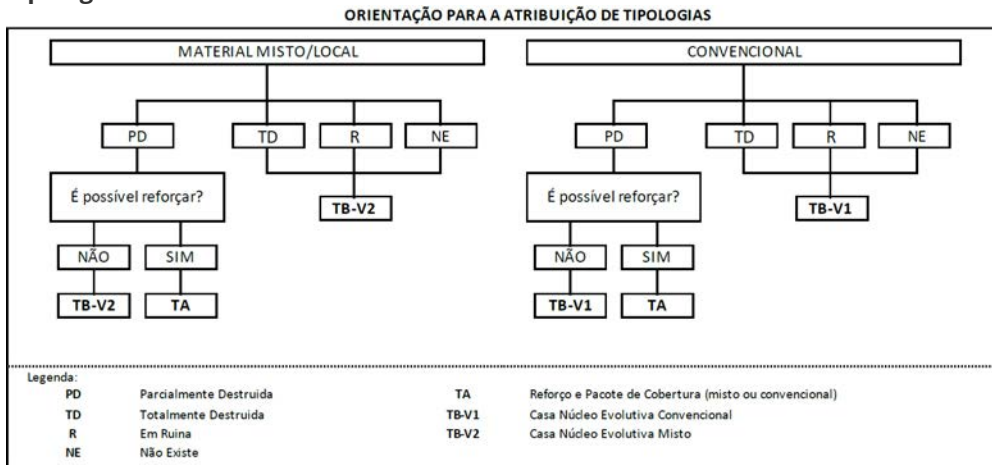 ORIENTAÇÃO PARA A ATRIBUIÇÃO DE TIPOLOGIAS
MATERIAL MISTO/LOCAL
CONVENCIONAL
PD TD R NE
PD TD R NE
É possível reforçar?
TB-V2
É possível reforçar?
TB-V1
NÃO SIM
NÃO SIM
TB-V2 TA
TB-V1 TA
Legenda:
PD Parcialmente Destruida
TA Reforço e Pacote de Cobertura (misto ou convencional)
TD Totalmente Destruida
TB-V1 Casa Núcleo Evolutiva Convencional
R Em Ruina
TB-V2 Casa Núcleo Evolutiva Misto
NE Não Existe